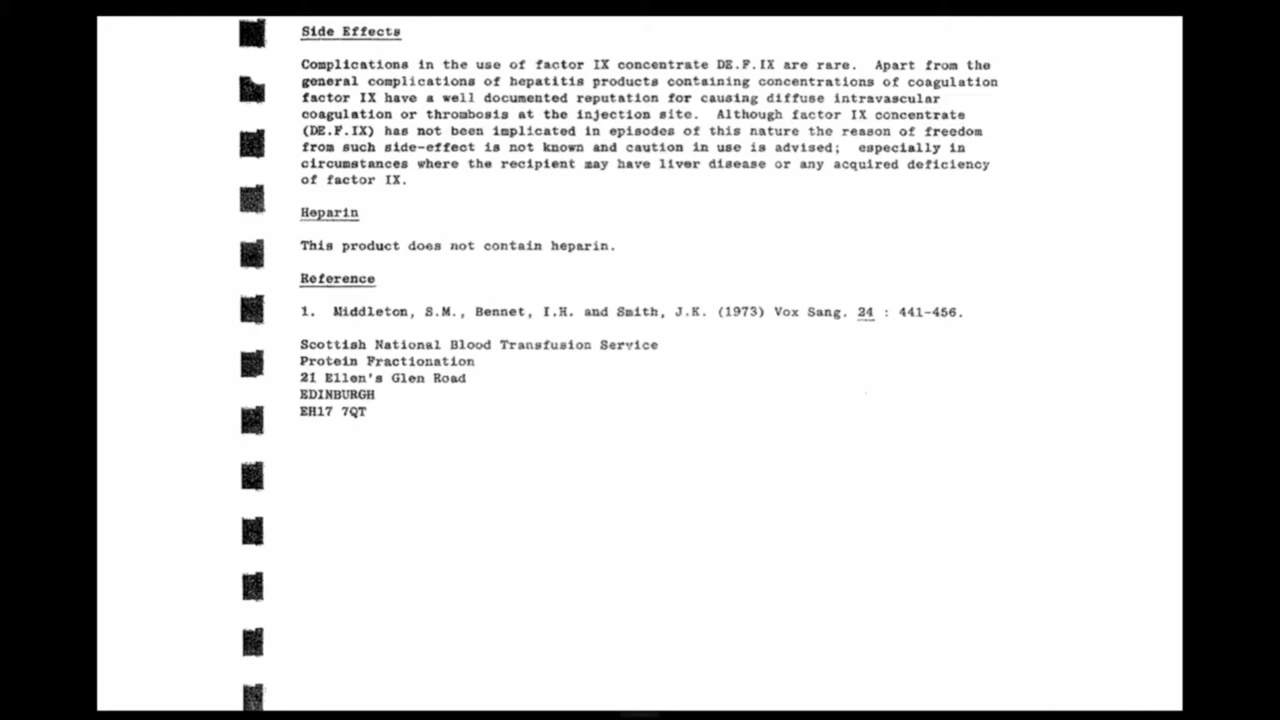 Side Effects
Complications in the use of factor IX concentrate DE.F.IX are rare. Apart from the
general complications of hepatitis products containing concentrations of coagulation
factor IX have a well documented reputation for causing diffuse intravascular
coagulation or thrombosis at the injection site. Although factor IX concentrate
(DE.F.IX) has not been implicated in episodes of this nature the reason of freedom
from such side-effect is not known and caution in use is advised; especially in
circumstances where the recipient may have liver disease or any acquired deficiency
of factor IX.
Heparin
This product does not contain heparin.
Reference
1. Middleton, S.M., Bennet, I.H. and Smith, J.K. (1973) Vox Sang. 24 : 441-456.
Scottish National Blood Transfusion Service
Protein Fractionation
21 Ellen's Glen Road
EDINBURGH
EH17 7QT